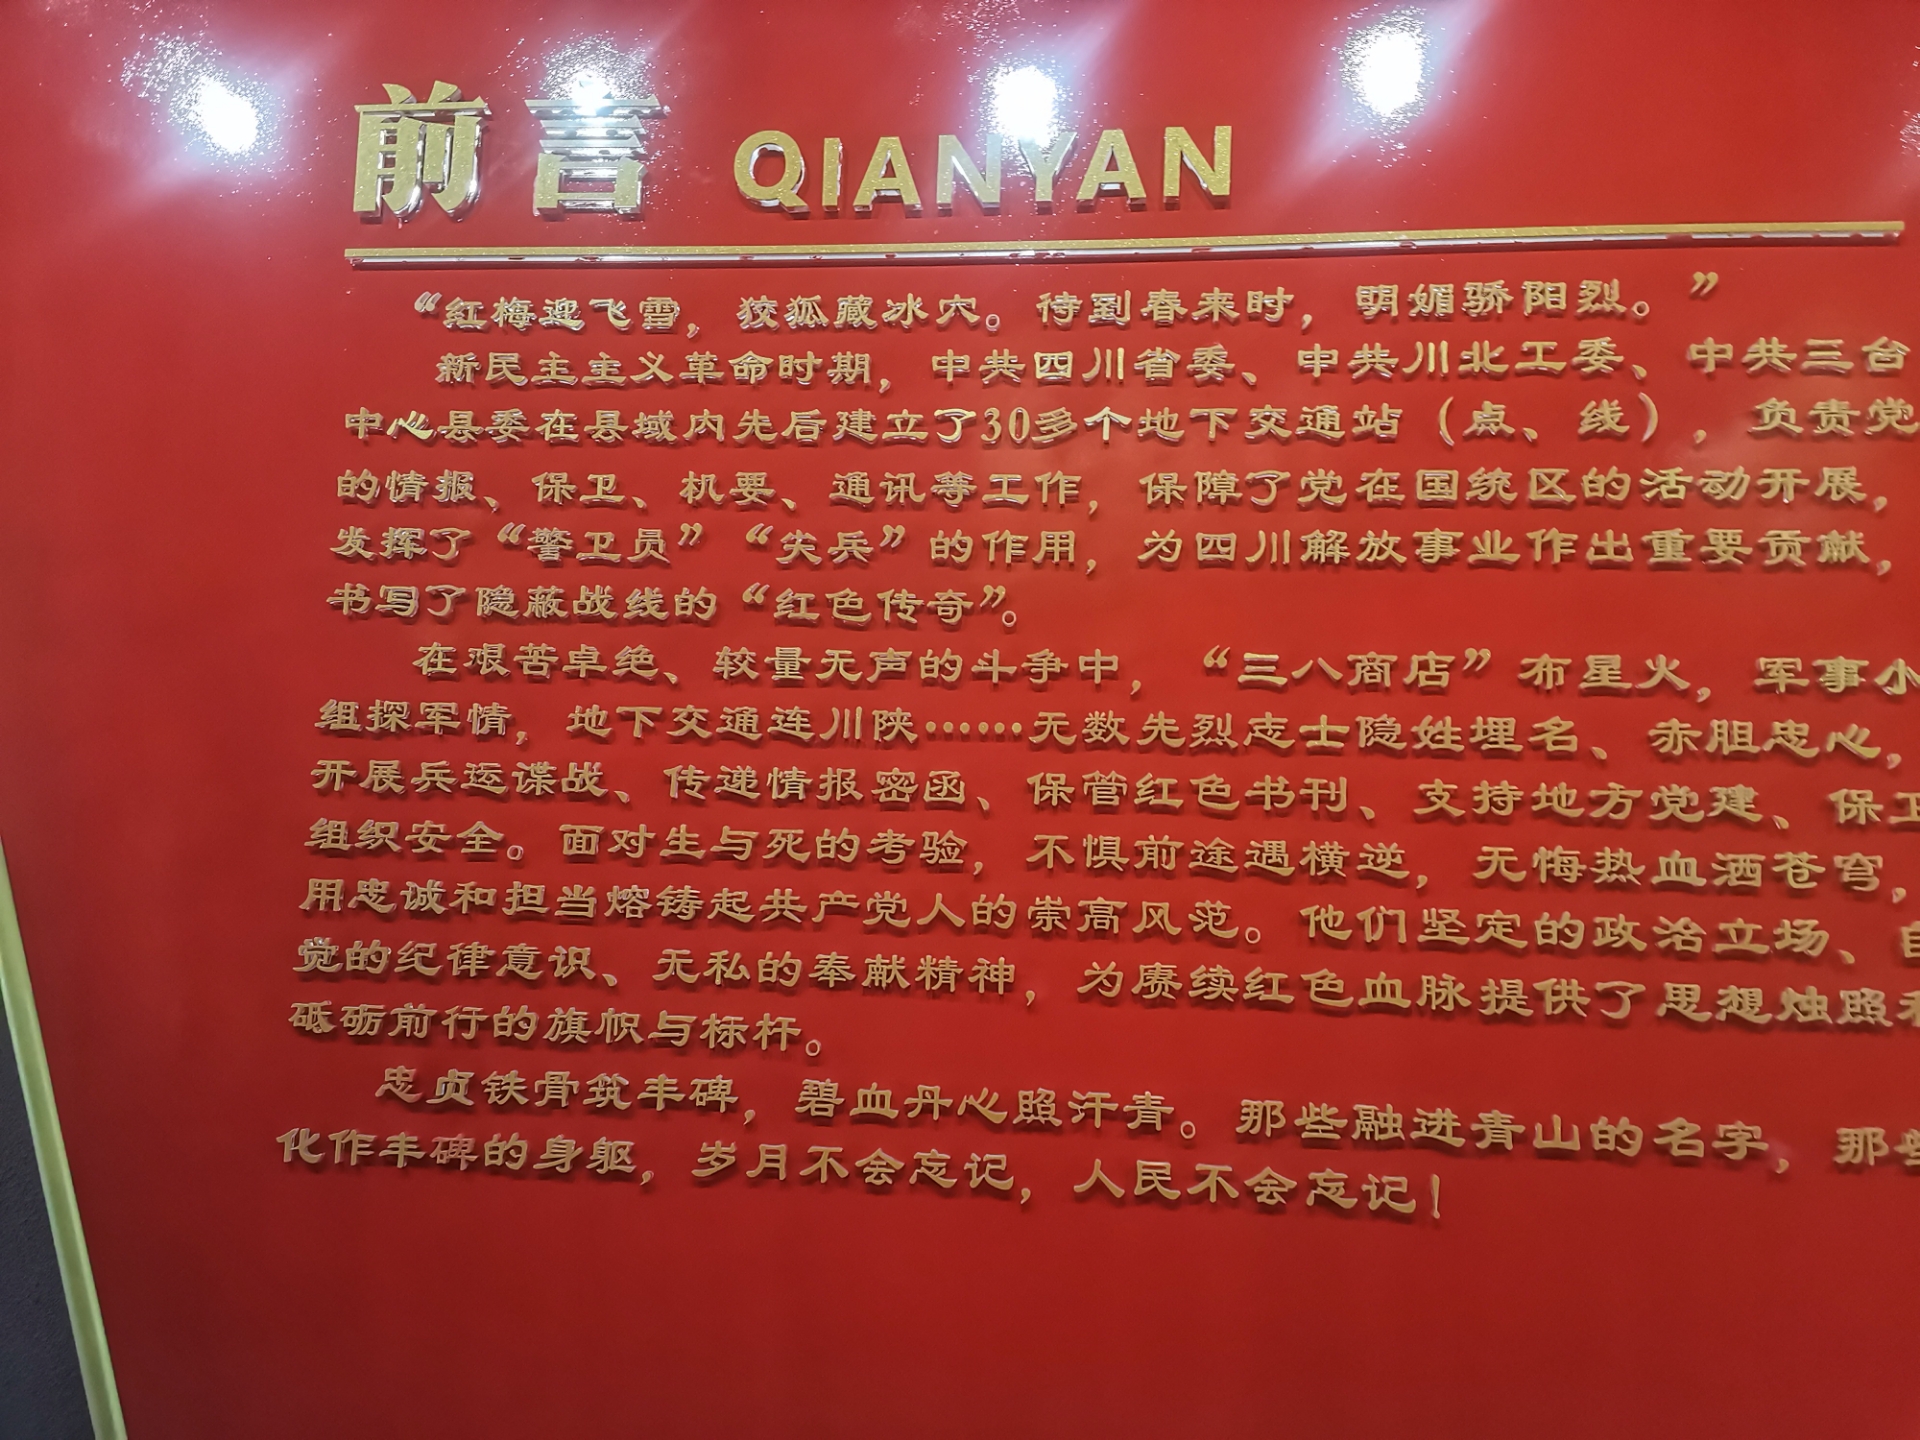 前言 QIANYAN
“红梅迎飞雪，狡狐藏冰穴。待到春来时，明媚骄阳烈。”
新民主主义革命时期，中共四川省委、中共川北工委、中共三台
中心县委在县域内先后建立了30多个地下交通站（点、线），负责党
的情报、保卫、机要、通讯等工作，保障了党在国统区的活动开展，
发挥了“警卫员”“尖兵”的作用，为四川解放事业作出重要贡献，
书写了隐蔽战线的“红色传奇”。
在艰苦卓绝、较量无声的斗争中，“三八商店”布星火，军事小
组探军情，地下交通连川陕……无数先烈志士隐姓埋名、赤胆忠心，
开展兵运谍战、传递情报密函、保管红色书刊、支持地方党建、保卫
组织安全。面对生与死的考验，不惧前途遇横逆，无悔热血洒苍穹，
用忠诚和担当熔铸起共产党人的崇高风范。他们坚定的政治立场、自
觉的纪律意识、无私的奉献精神，为赓续红色血脉提供了思想烛照和
砥砺前行的旗帜与标杆。
忠贞铁骨筑丰碑，碧血丹心照汗青。那些融进青山的名字，那些
化作丰碑的身躯，岁月不会忘记，人民不会忘记！